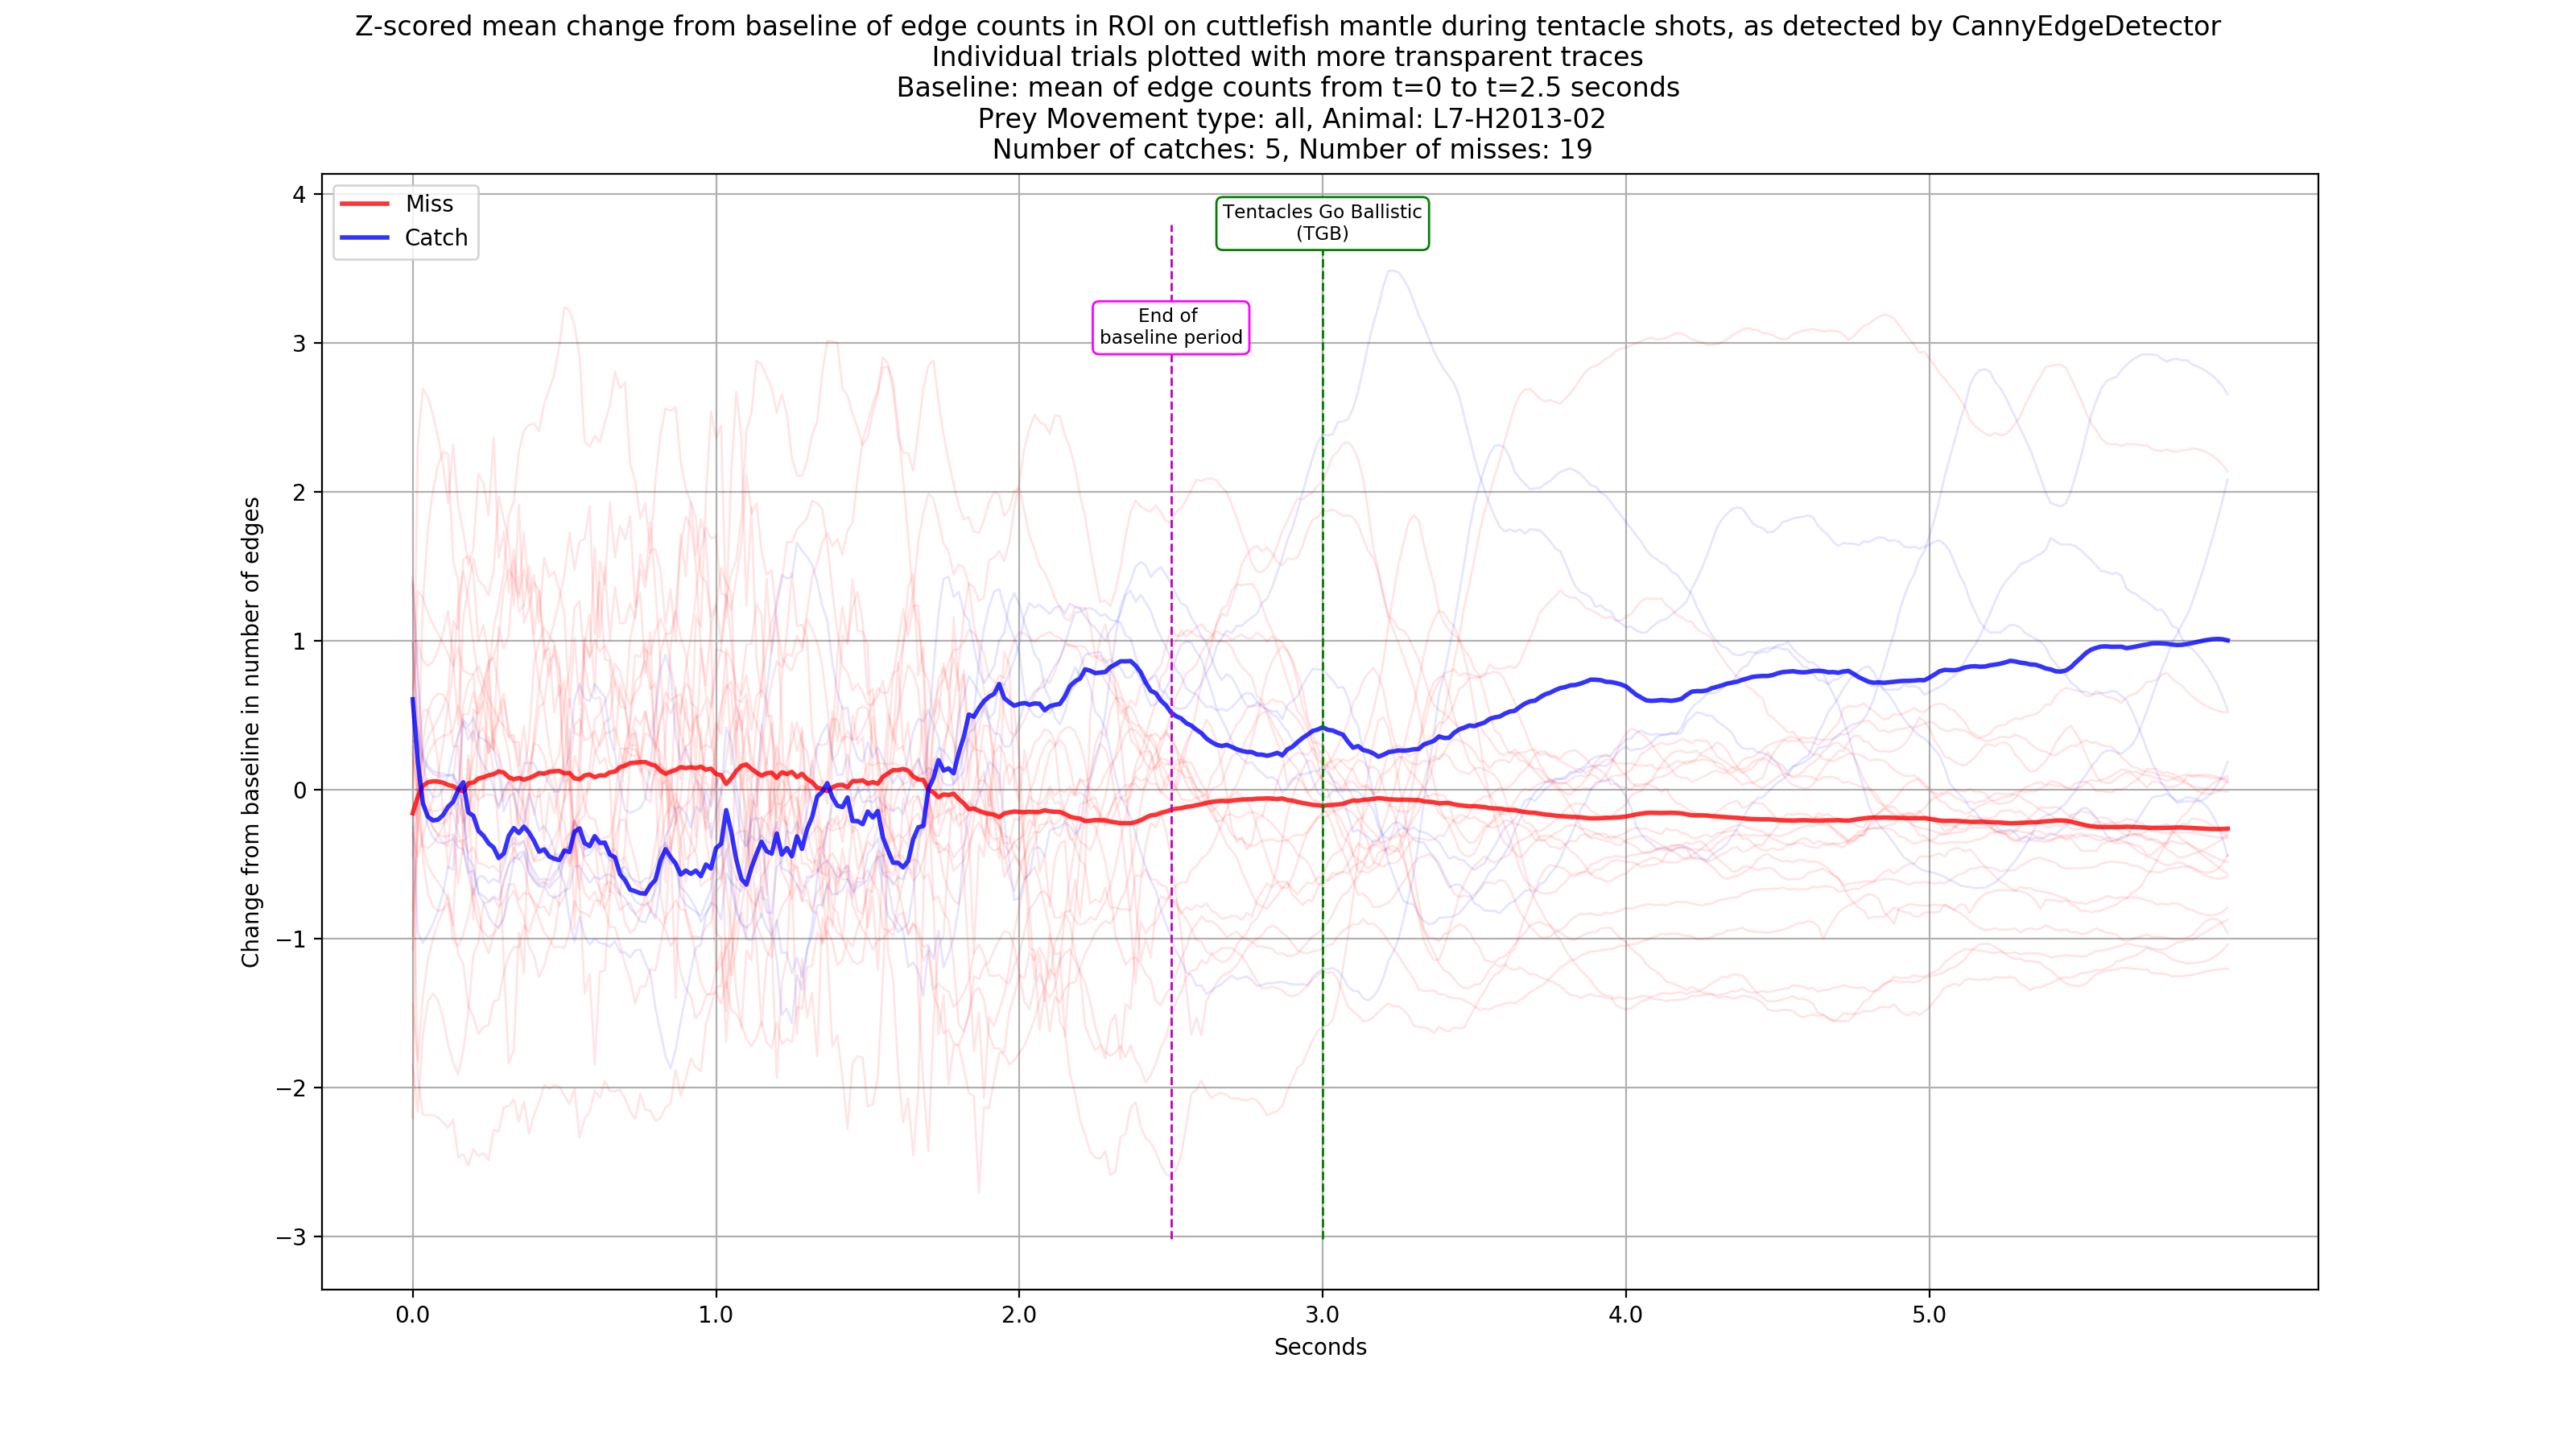 Z-scored mean change from baseline of edge counts in ROI on cuttlefish mantle during tentacle shots, as detected by CannyEdgeDetector
Individual trials plotted with more transparent traces
Baseline: mean of edge counts from t=0 to t=2.5 seconds
Prey Movement type: all, Animal: L7-H2013-02
Number of catches: 5, Number of misses: 19
Miss
Catch
Tentacles Go Ballistic
(TGB)
End of
baseline period
Change from baseline in number of edges
4
3
2
1
0
−1
−2
−3
0.0
1.0
2.0
3.0
4.0
5.0
Seconds